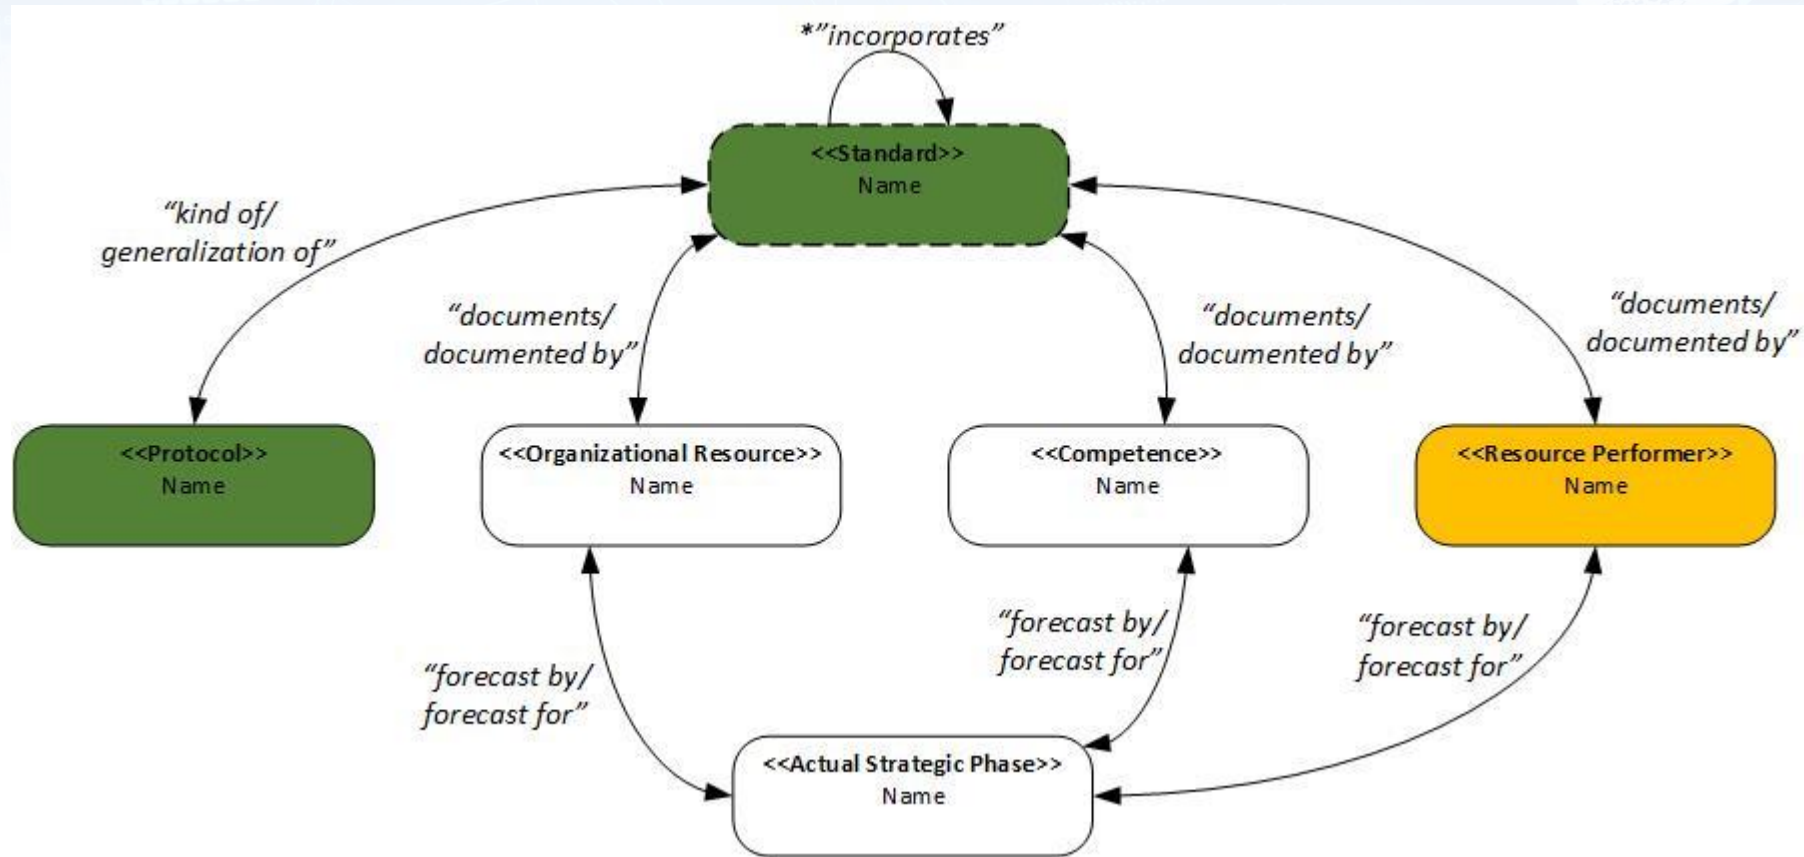 *”incorporates”
<<Standard>>
Name
“kind of/
generalization of”
“documents/
documented by”
“documents/
documented by”
“documents/
documented by”
<<Protocol>>
Name
<<Organizational Resource>>
Name
<<Competence>>
Name
<<Resource Performer>>
Name
“forecast by/
forecast for”
“forecast by/
forecast for”
“forecast by/
forecast for”
<<Actual Strategic Phase>>
Name